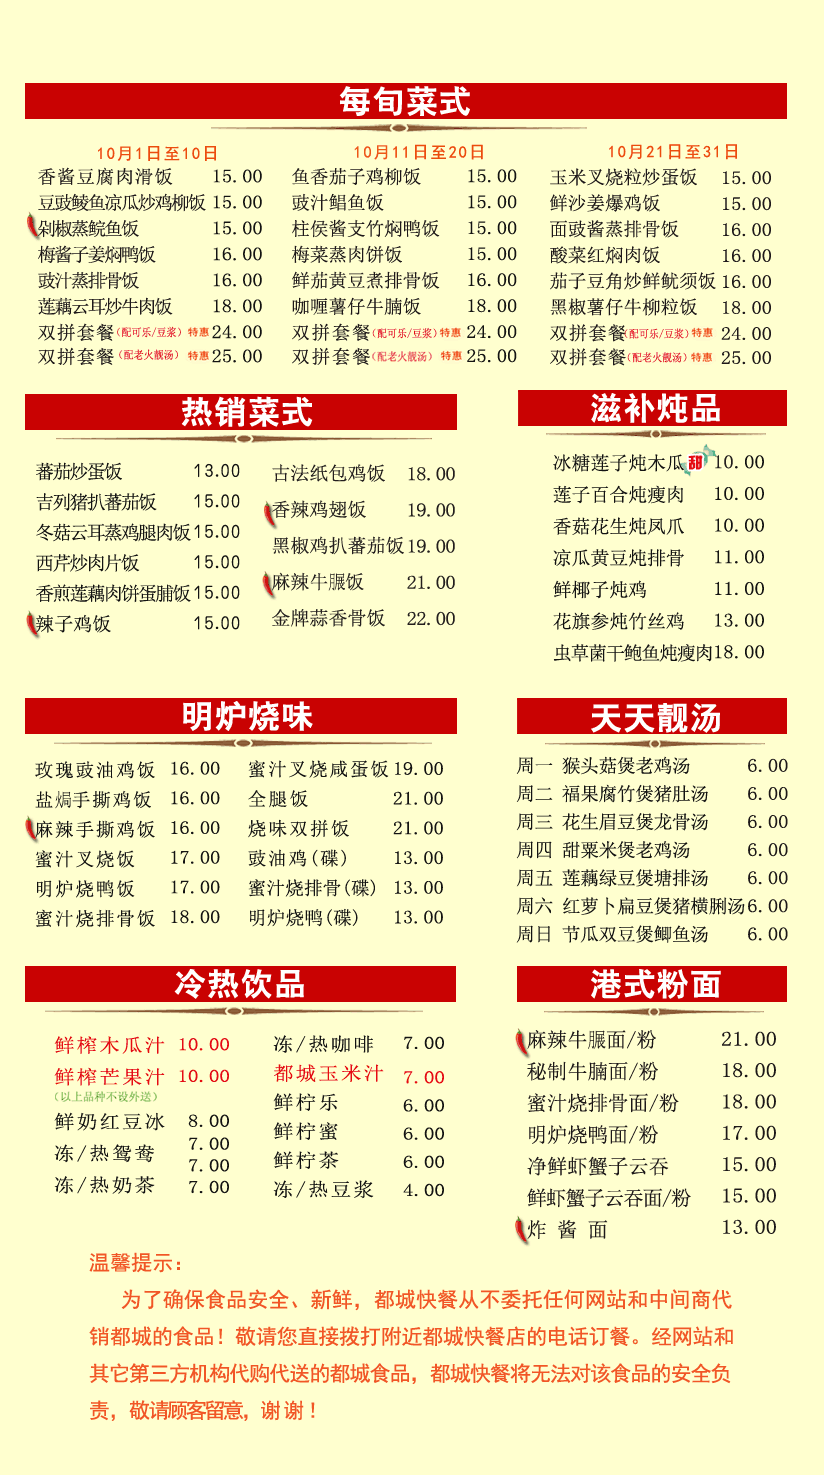 每旬菜式
10月1日至10日
香酱豆腐肉滑饭 15.00
豆豉鲮鱼凉瓜炒鸡柳饭 15.00
剁椒蒸鲩鱼饭 15.00
梅酱子姜焖鸭饭 16.00
豉汁蒸排骨饭 16.00
莲藕云耳炒牛肉饭 18.00
双拼套餐(配可乐/豆浆) 特惠 24.00
双拼套餐(配老火靓汤) 特惠 25.00
10月11日至20日
鱼香茄子鸡柳饭 15.00
豉汁鲳鱼饭 15.00
柱侯酱支竹焖鸭饭 15.00
梅菜蒸肉饼饭 15.00
鲜茄黄豆煮排骨饭 16.00
咖喱薯仔牛腩饭 18.00
双拼套餐(配可乐/豆浆) 特惠 24.00
双拼套餐(配老火靓汤) 特惠 25.00
10月21日至31日
玉米叉烧粒炒蛋饭 15.00
鲜沙姜爆鸡饭 15.00
面豉酱蒸排骨饭 16.00
酸菜红焖肉饭 16.00
茄子豆角炒鲜鱿须饭 16.00
黑椒薯仔牛柳粒饭 18.00
双拼套餐(配可乐/豆浆) 特惠 24.00
双拼套餐(配老火靓汤) 特惠 25.00
热销菜式
蕃茄炒蛋饭 13.00
吉列猪扒蕃茄饭 15.00
冬菇云耳蒸鸡腿肉饭 15.00
西芹炒肉片饭 15.00
香煎莲藕肉饼蛋脯饭 15.00
辣子鸡饭 15.00
古法纸包鸡饭 18.00
香辣鸡翅饭 19.00
黑椒鸡扒蕃茄饭 19.00
麻辣牛腒饭 21.00
金牌蒜香骨饭 22.00
滋补炖品
冰糖莲子炖木瓜 甜 10.00
莲子百合炖瘦肉 10.00
香菇花生炖凤爪 10.00
凉瓜黄豆炖排骨 11.00
鲜椰子炖鸡 11.00
花旗参炖竹丝鸡 13.00
虫草菌干鲍鱼炖瘦肉 18.00
明炉烧味
玫瑰豉油鸡饭 16.00
盐焗手撕鸡饭 16.00
麻辣手撕鸡饭 16.00
蜜汁叉烧饭 17.00
明炉烧鸭饭 17.00
蜜汁烧排骨饭 18.00
蜜汁叉烧咸蛋饭 19.00
全腿饭 21.00
烧味双拼饭 21.00
豉油鸡(碟) 13.00
蜜汁烧排骨(碟) 13.00
明炉烧鸭(碟) 13.00
天天靓汤
周一 猴头菇煲老鸡汤 6.00
周二 福果腐竹煲猪肚汤 6.00
周三 花生眉豆煲龙骨汤 6.00
周四 甜粟米煲老鸡汤 6.00
周五 莲藕绿豆煲塘排汤 6.00
周六 红萝卜扁豆煲猪横脷汤 6.00
周日 节瓜双豆煲鲫鱼汤 6.00
冷热饮品
鲜榨木瓜汁 10.00
鲜榨芒果汁 10.00
(以上品种不设外送)
鲜奶红豆冰 8.00
7.00
冻/热鸳鸯 7.00
冻/热奶茶 7.00
冻/热咖啡 7.00
都城玉米汁 7.00
鲜柠乐 6.00
鲜柠蜜 6.00
鲜柠茶 6.00
冻/热豆浆 4.00
港式粉面
麻辣牛腒面/粉 21.00
秘制牛腩面/粉 18.00
蜜汁烧排骨面/粉 18.00
明炉烧鸭面/粉 17.00
净鲜虾蟹子云吞 15.00
鲜虾蟹子云吞面/粉 15.00
炸 酱 面 13.00
温馨提示：
为了确保食品安全、新鲜，都城快餐从不委托任何网站和中间商代
销都城的食品！敬请您直接拨打附近都城快餐店的电话订餐。经网站和
其它第三方机构代购代送的都城食品，都城快餐将无法对该食品的安全负
责，敬请顾客留意，谢谢！